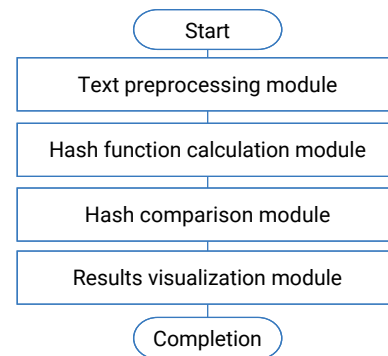 Start
Text preprocessing module
Hash function calculation module
Hash comparison module
Results visualization module
Completion